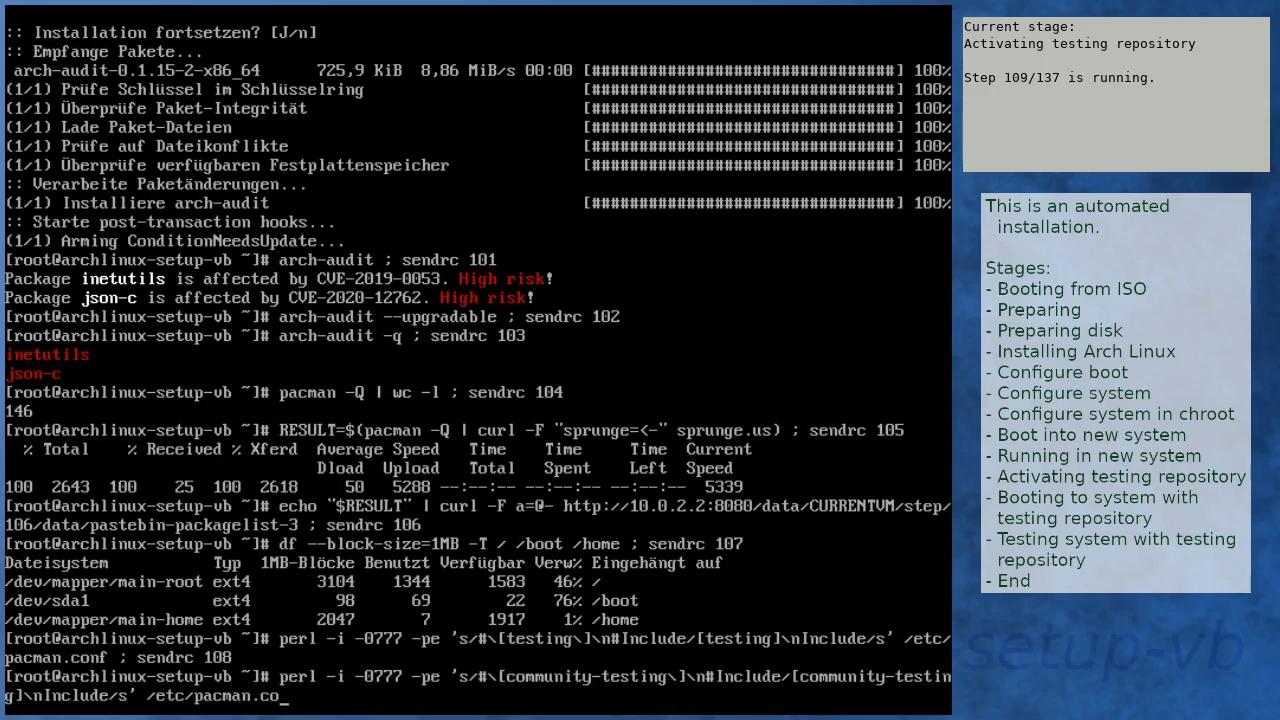 :: Installation fortsetzen? [J/n]
:: Empfange Pakete...
 arch-audit-0.1.15-2-x86_64      725,9 KiB  8,86 MiB/s 00:00 [################################] 100%
(1/1) Prüfe Schlüssel im Schlüsselring                       [################################] 100%
(1/1) Überprüfe Paket-Integrität                             [################################] 100%
(1/1) Lade Paket-Dateien                                     [################################] 100%
(1/1) Prüfe auf Dateikonflikte                               [################################] 100%
(1/1) Überprüfe verfügbaren Festplattenspeicher              [################################] 100%
:: Verarbeite Paketänderungen...
(1/1) Installiere arch-audit                                 [################################] 100%
:: Starte post-transaction hooks...
(1/1) Arming ConditionNeedsUpdate...
[root@archlinux-setup-vb ~]# arch-audit ; sendrc 101
Package inetutils is affected by CVE-2019-0053. High risk!
Package json-c is affected by CVE-2020-12762. High risk!
[root@archlinux-setup-vb ~]# arch-audit --upgradable ; sendrc 102
[root@archlinux-setup-vb ~]# arch-audit -q ; sendrc 103
inetutils
json-c
[root@archlinux-setup-vb ~]# pacman -Q | wc -l ; sendrc 104
146
[root@archlinux-setup-vb ~]# RESULT=$(pacman -Q | curl -F "sprunge=<-" sprunge.us) ; sendrc 105
  % Total    % Received % Xferd  Average Speed   Time    Time     Time  Current
                                 Dload  Upload   Total   Spent    Left  Speed
100  2643  100    25  100  2618     50   5288 --:--:-- --:--:-- --:--:--  5339
[root@archlinux-setup-vb ~]# echo "$RESULT" | curl -F a=@- http://10.0.2.2:8080/data/CURRENTVM/step/
106/data/pastebin-packagelist-3 ; sendrc 106
[root@archlinux-setup-vb ~]# df --block-size=1MB -T / /boot /home ; sendrc 107
Dateisystem           Typ  1MB-Blöcke Benutzt Verfügbar Verw% Eingehängt auf
/dev/mapper/main-root ext4       3104    1344      1583   46% /
/dev/sda1             ext4         98      69        22   76% /boot
/dev/mapper/main-home ext4       2047       7      1917    1% /home
[root@archlinux-setup-vb ~]# perl -i -0777 -pe 's/#\[testing\]\n#Include/[testing]\nInclude/s' /etc/
pacman.conf ; sendrc 108
[root@archlinux-setup-vb ~]# perl -i -0777 -pe 's/#\[community-testing\]\n#Include/[community-testin
g]\nInclude/s' /etc/pacman.co_
Current stage:
Activating testing repository
Step 109/137 is running.
This is an automated
installation.
Stages:
- Booting from ISO
- Preparing
- Preparing disk
- Installing Arch Linux
- Configure boot
- Configure system
- Configure system in chroot
- Boot into new system
- Running in new system
- Activating testing repository
- Booting to system with
testing repository
- Testing system with testing
repository
- End
-setup-vb